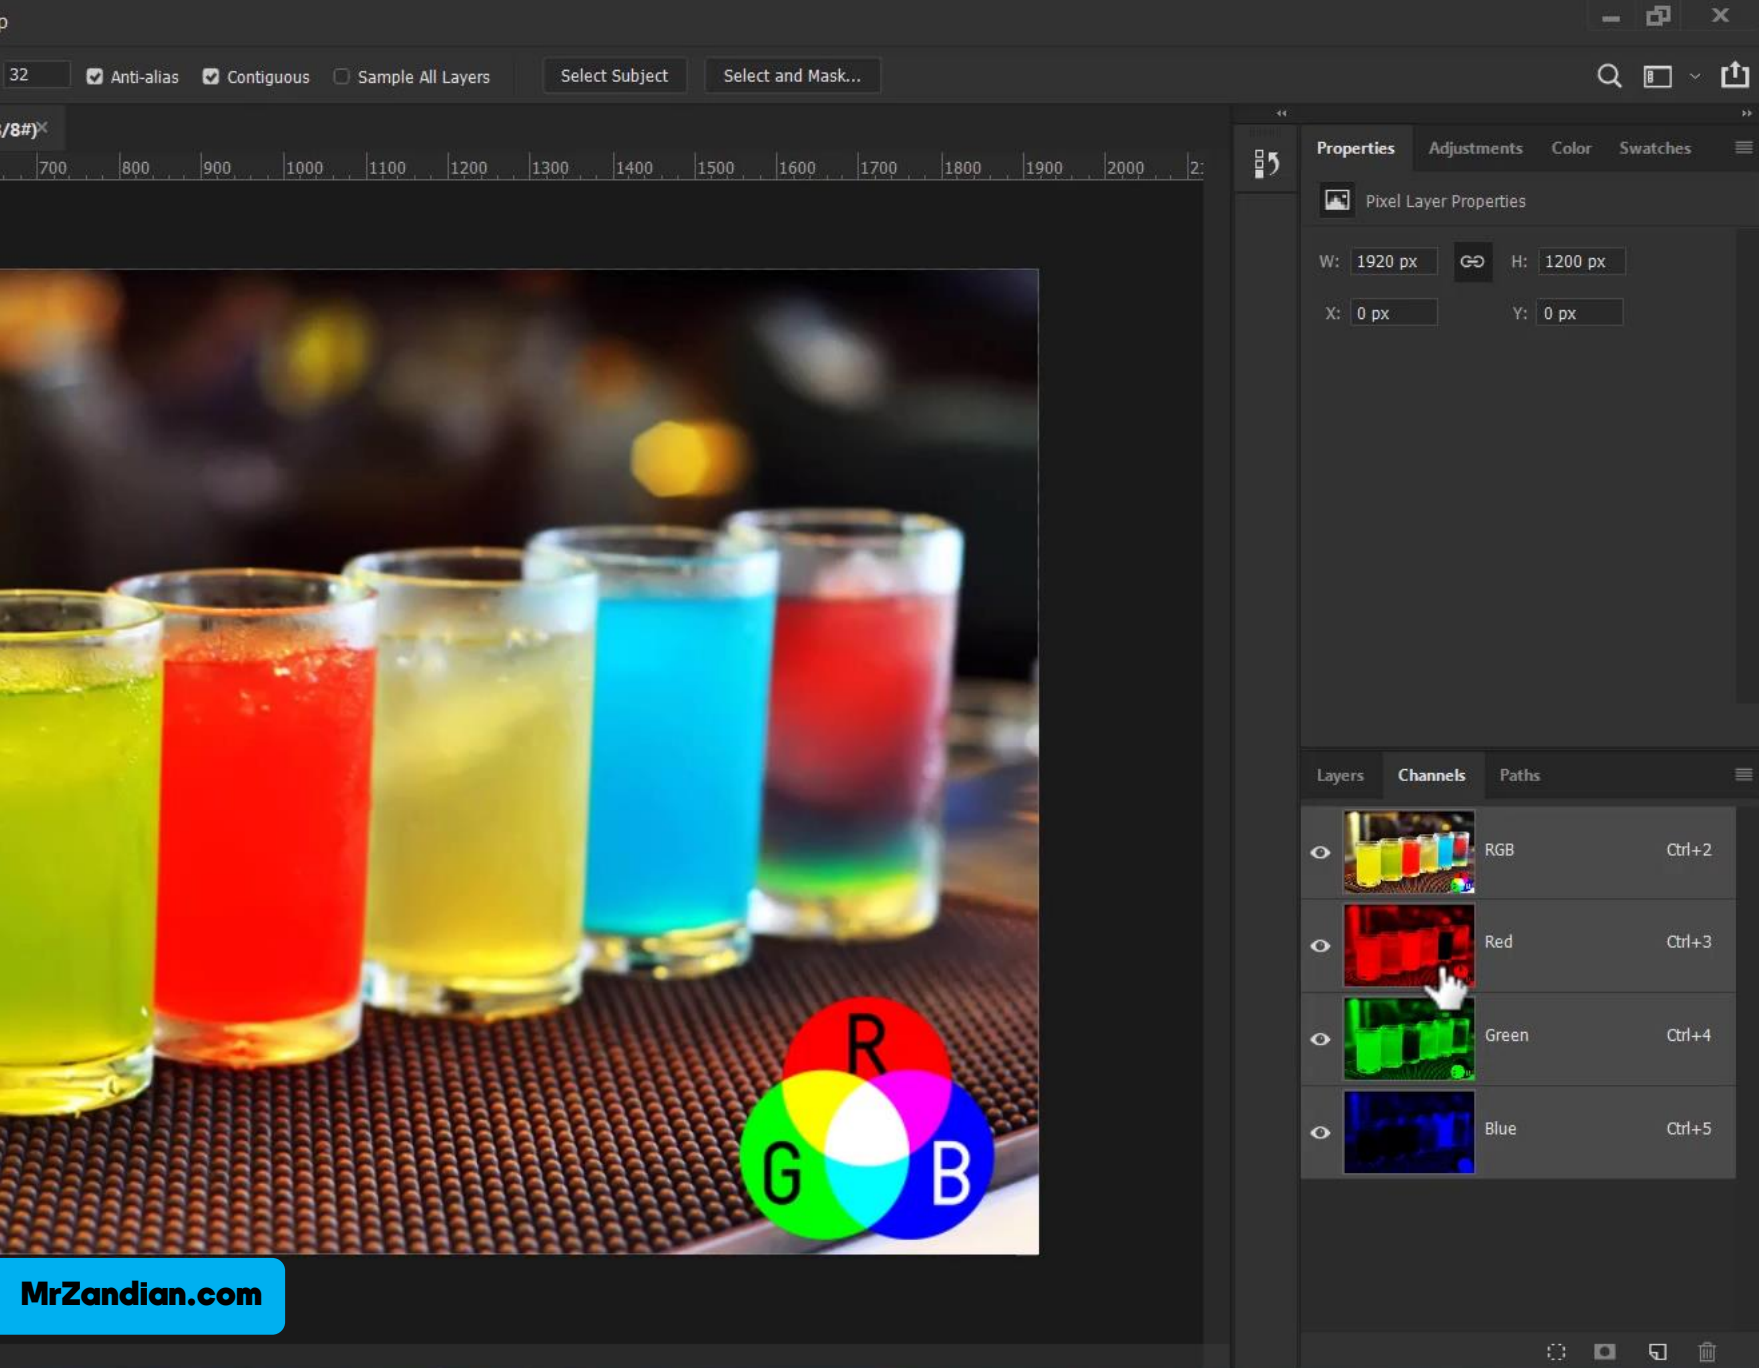 p
32 Anti-alias Contiguous Sample All Layers Select Subject Select and Mask...
/8#)
700 800 900 1000 1100 1200 1300 1400 1500 1600 1700 1800 1900 2000
Properties Adjustments Color Swatches
Pixel Layer Properties
W: 1920 px H: 1200 px
X: 0 px Y: 0 px
Layers Channels Paths
RGB Ctrl+2
Red Ctrl+3
Green Ctrl+4
Blue Ctrl+5
R
G B
MrZandian.com